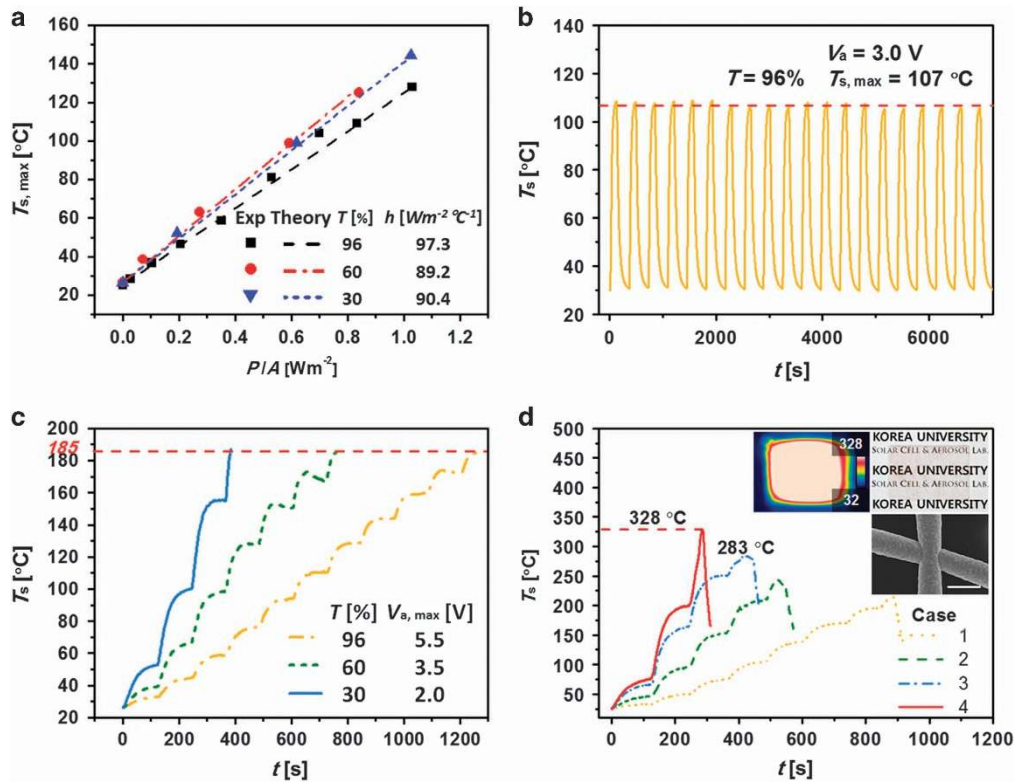 a
160
140
120
100
80
60
40
20
Ts, max [°C]
0.0 0.2 0.4 0.6 0.8 1.0 1.2
P/A [Wm-2]
Exp Theory T [%] h [Wm-2 °C-1]
96 97.3
60 89.2
30 90.4
b
140
120
100
80
60
40
20
Ts [°C]
0 2000 4000 6000
t [s]
Va = 3.0 V
T = 96% Ts, max = 107 °C
c
200
185
180
160
140
120
100
80
60
40
20
Ts [°C]
0 200 400 600 800 1000 1200
t [s]
T [%] Va, max [V]
96 5.5
60 3.5
30 2.0
d
500
450
400
350
300
250
200
150
100
50
Ts [°C]
0 200 400 600 800 1000 1200
t [s]
328
32
KOREA UNIVERSITY
SOLAR CELL & AEROSOL LAB.
KOREA UNIVERSITY
SOLAR CELL & AEROSOL LAB.
KOREA UNIVERSITY
328 °C
283 °C
Case
1
2
3
4